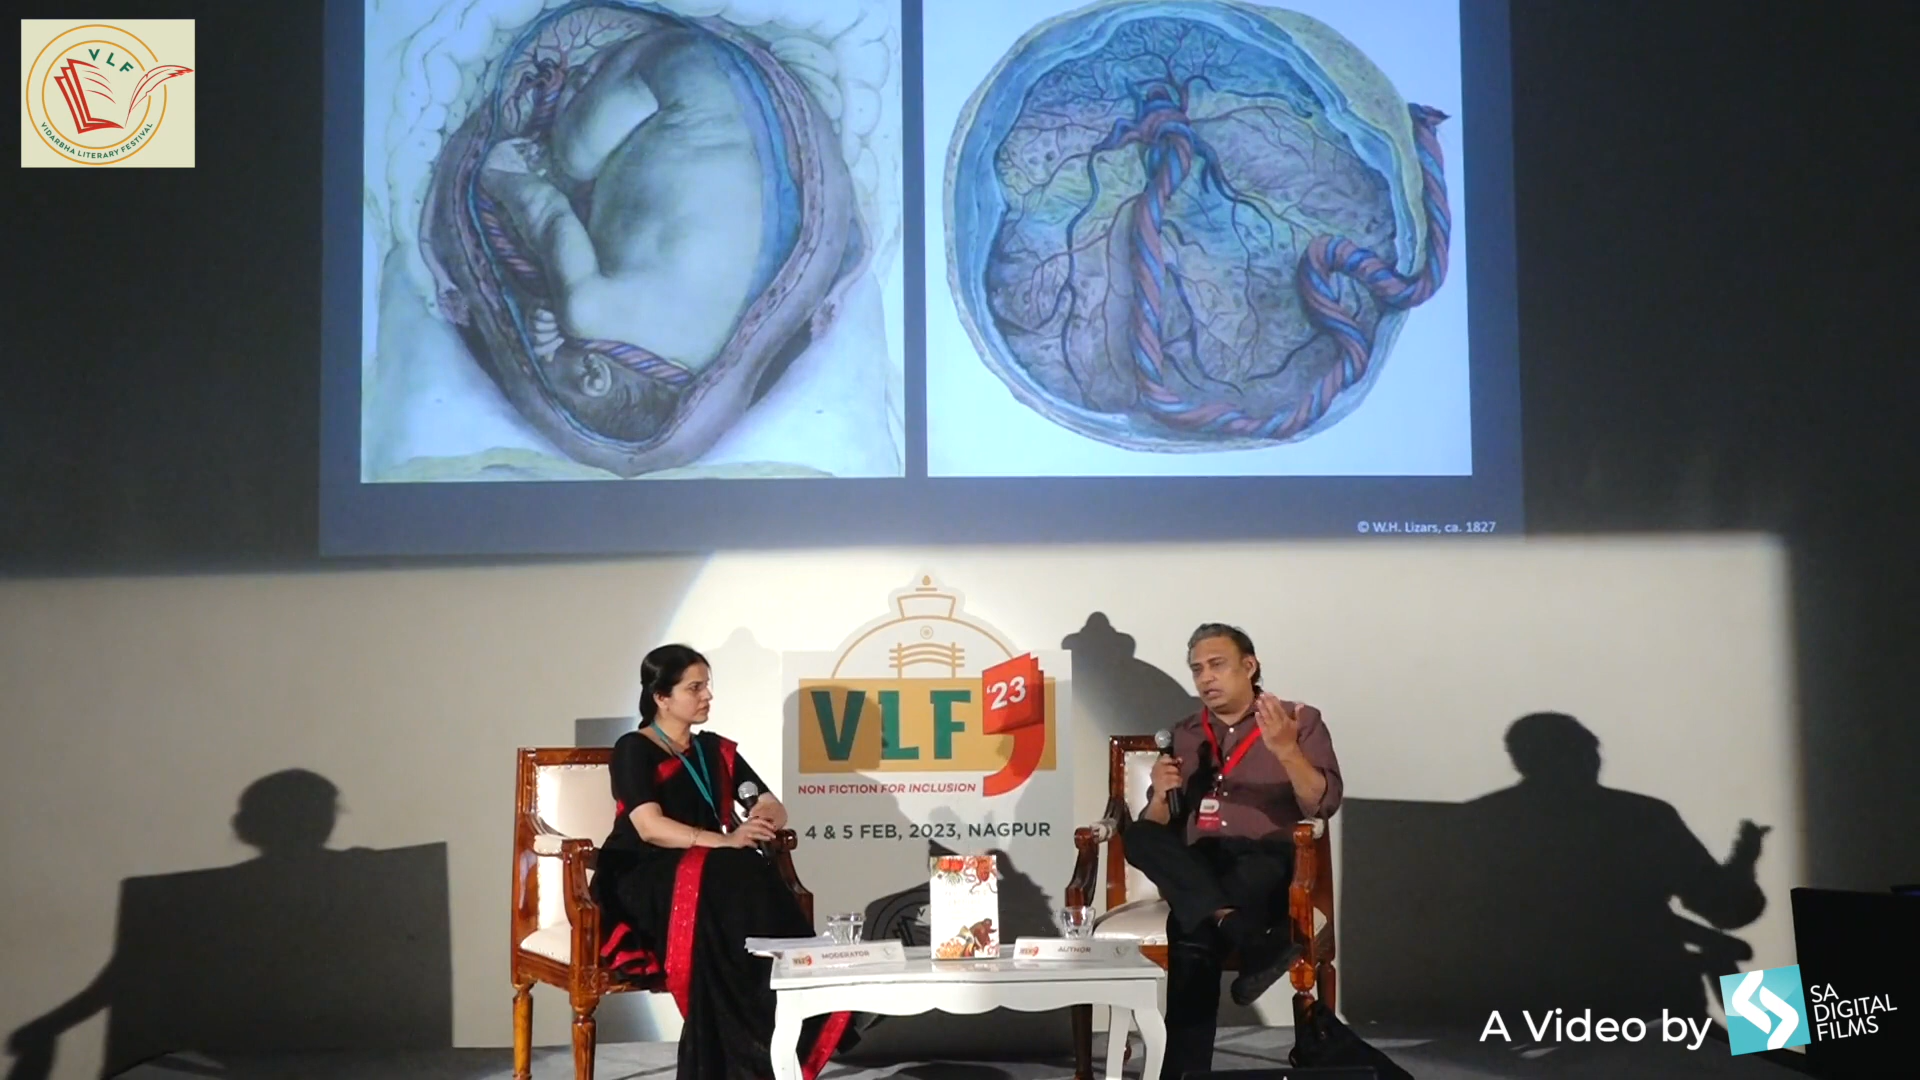 VLF
VIDARBHA LITERARY FESTIVAL
© W.H. Lizars, ca. 1827
VLF
'23
NON FICTION FOR INCLUSION
4 & 5 FEB, 2023, NAGPUR
MODERATOR
AUTHOR
A Video by
SA
DIGITAL
FILMS